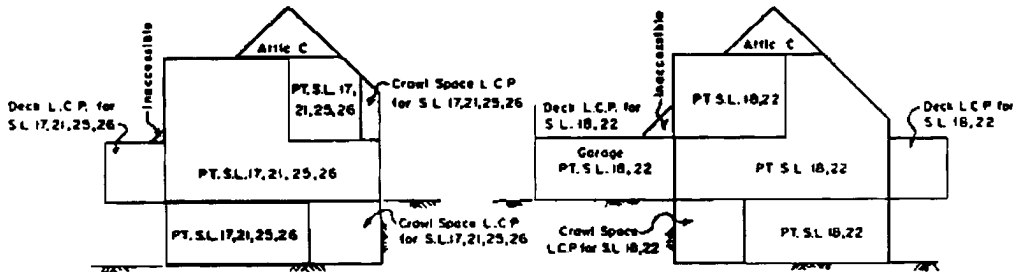 Attic C
Inaccessible
PT. S.L. 17,
21,25,26
Crawl Space L C P
for S L 17,21,25,26
Deck L.C.P. for
S L 17,21,25,26
PT. S.L. 17, 21, 25, 26
PT. S.L. 17,21,25,26
Crawl Space L.C.P
for S.L.17,21,25,26
Attic C
Inaccessible
PT S.L. 18,22
Deck L.C.P. for
S L. 18,22
Deck L C P for
S L 18,22
Garage
PT. S.L. 18,22
PT S L 18,22
Crawl Space
L.C.P for S L 18,22
PT. S. L 18,22